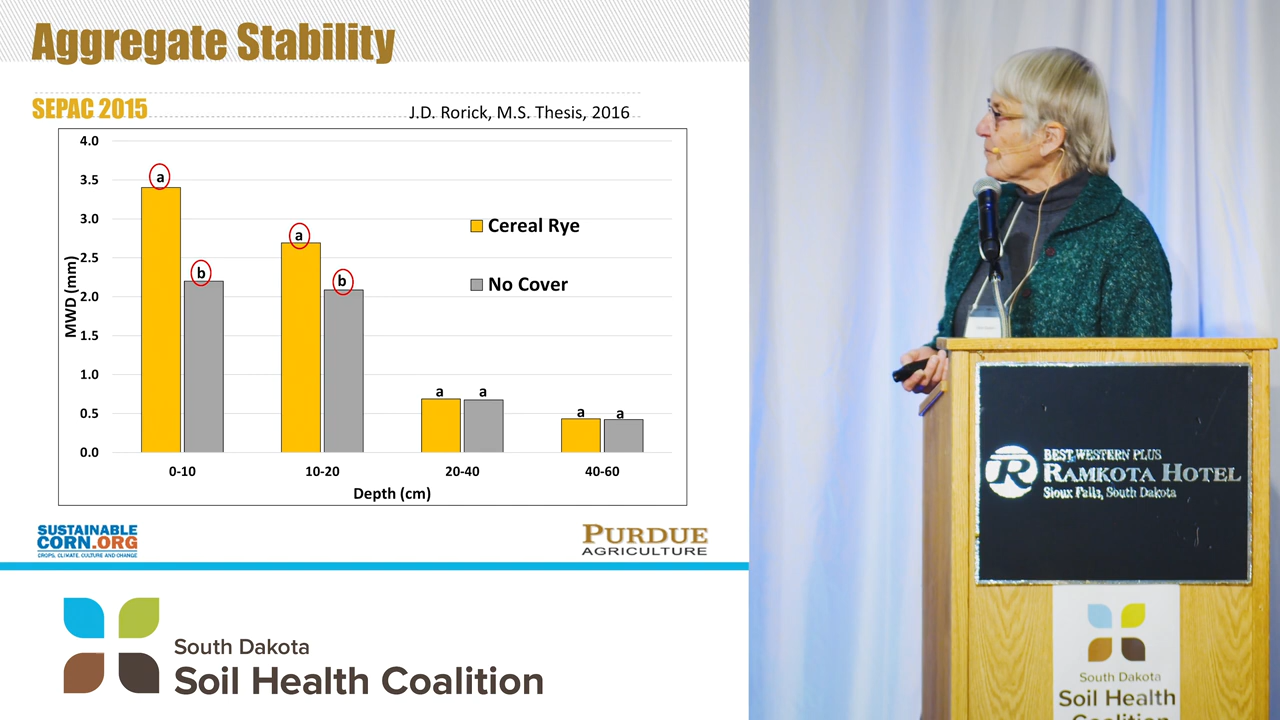 Aggregate Stability
SEPAC 2015
J.D. Rorick, M.S. Thesis, 2016
4.0
3.5
3.0
2.5
2.0
1.5
1.0
0.5
0.0
MWD (mm)
a
b
a
b
a
a
a
a
Cereal Rye
No Cover
0-10
10-20
20-40
40-60
Depth (cm)
SUSTAINABLE
CORN.ORG
CROPS, CLIMATE, CULTURE AND CHANGE
PURDUE
AGRICULTURE
South Dakota
Soil Health Coalition
R
BEST WESTERN PLUS
RAMKOTA HOTEL
Sioux Falls, South Dakota
South Dakota
Soil Health
Coalition